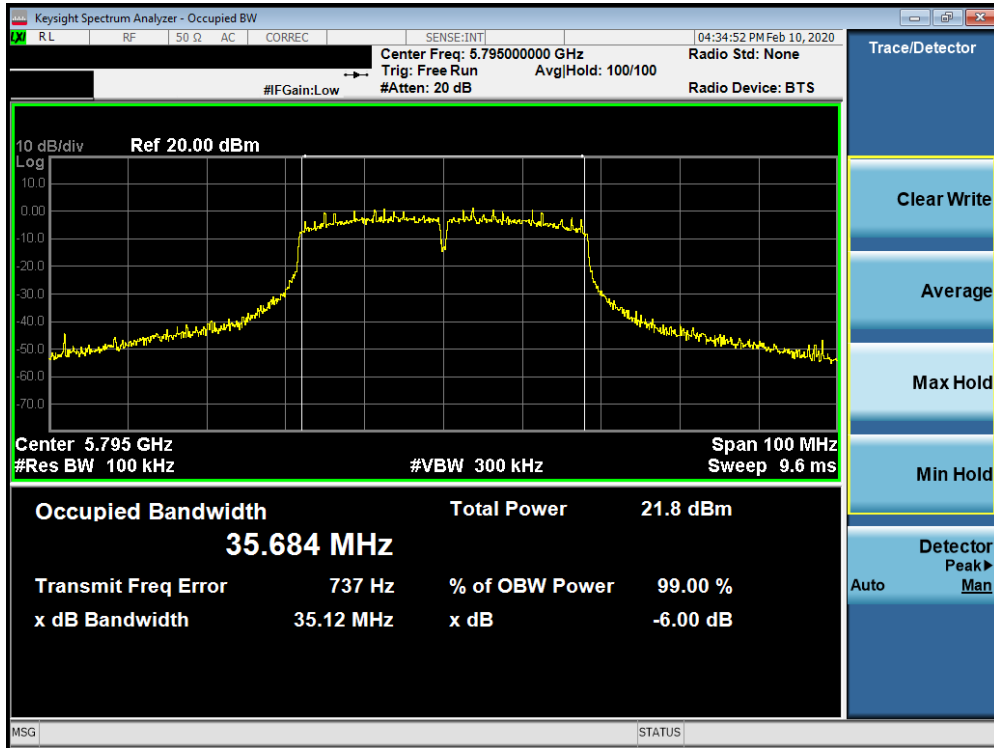 Keysight Spectrum Analyzer - Occupied BW
LXI RL RF 50 Ω AC CORREC SENSE:INT 04:34:52 PM Feb 10, 2020
Center Freq: 5.795000000 GHz Radio Std: None
Trig: Free Run Avg|Hold: 100/100
#IFGain:Low #Atten: 20 dB Radio Device: BTS
10 dB/div Ref 20.00 dBm
Log
10.0
0.00
-10.0
-20.0
-30.0
-40.0
-50.0
-60.0
-70.0
Center 5.795 GHz Span 100 MHz
#Res BW 100 kHz #VBW 300 kHz Sweep 9.6 ms
Occupied Bandwidth Total Power 21.8 dBm
35.684 MHz
Transmit Freq Error 737 Hz % of OBW Power 99.00 %
x dB Bandwidth 35.12 MHz x dB -6.00 dB
MSG STATUS
Trace/Detector
Clear Write
Average
Max Hold
Min Hold
Detector
Peak▶
Auto Man